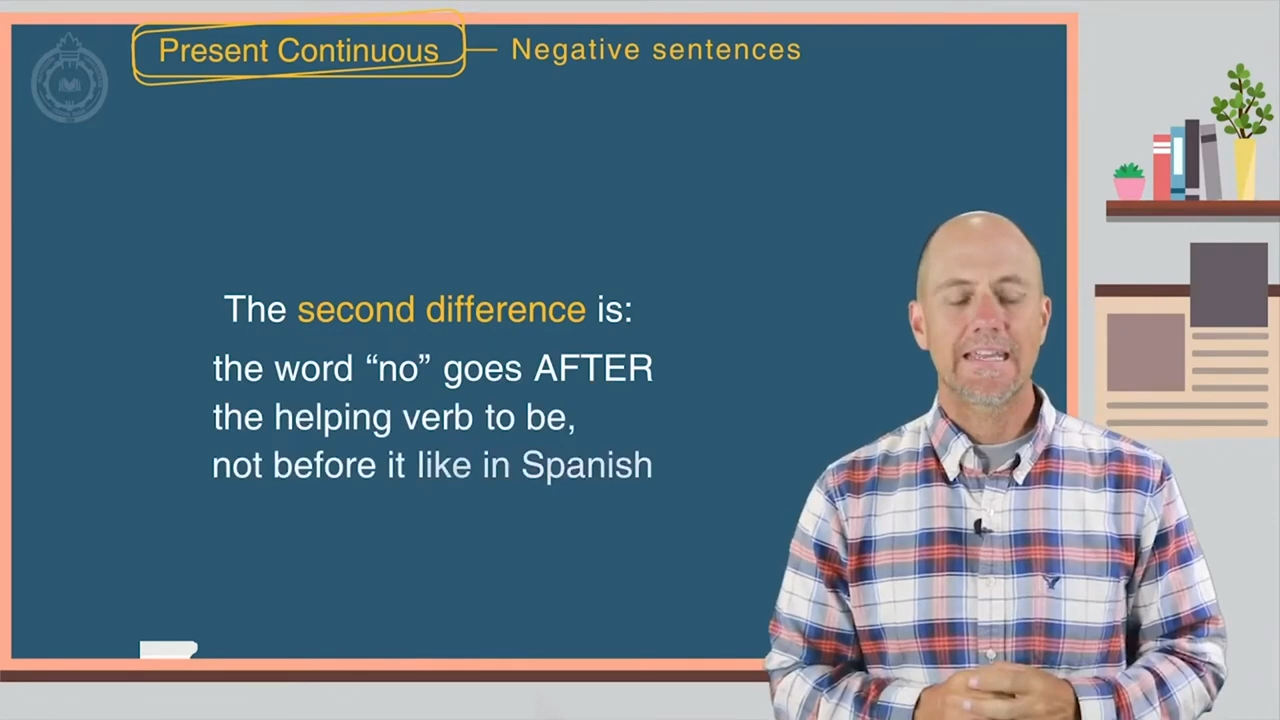 Present Continuous — Negative sentences
The second difference is:
the word “no” goes AFTER
the helping verb to be,
not before it like in Spanish